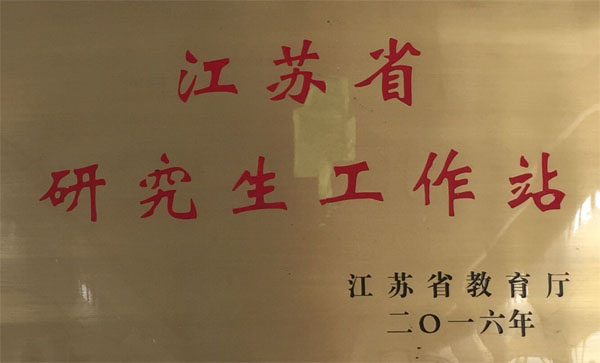 江苏省
研究生工作站
江苏省教育厅
二〇一六年